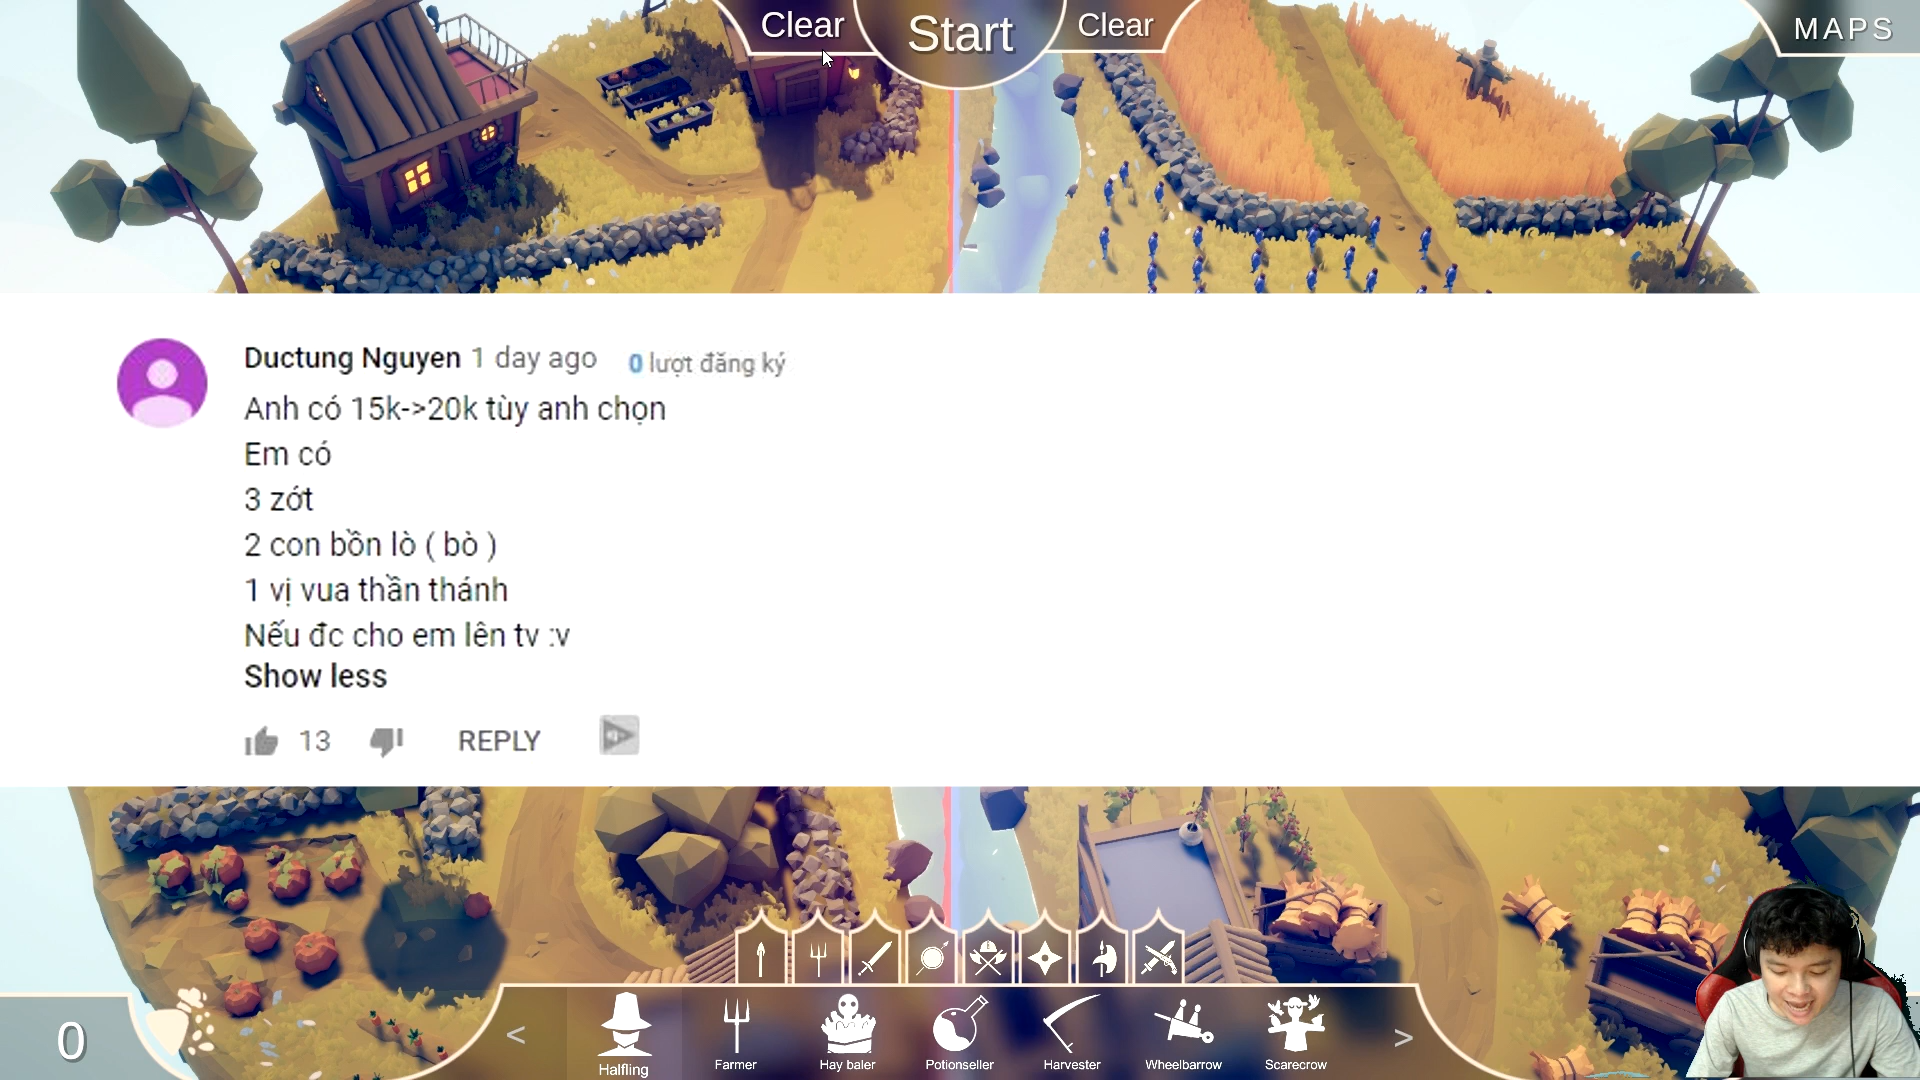 Clear
Start
Clear
MAPS
Ductung Nguyen 1 day ago 0 lượt đăng ký
Anh có 15k->20k tùy anh chọn
Em có
3 zớt
2 con bồn lò ( bò )
1 vị vua thần thánh
Nếu đc cho em lên tv :v
Show less
13 REPLY
0
< Halfling Farmer Hay baler Potionseller Harvester Wheelbarrow Scarecrow >